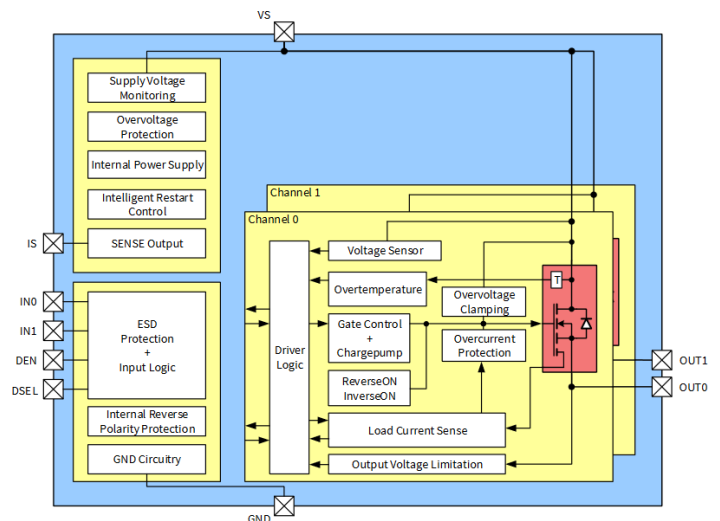 VS
Supply Voltage
Monitoring
Overvoltage
Protection
Internal Power Supply
Intelligent Restart
Control
SENSE Output
IS
IN0
IN1
DEN
DSEL
ESD
Protection
+
Input Logic
Internal Reverse
Polarity Protection
GND Circuitry
GND
Channel 1
Channel 0
Driver
Logic
Voltage Sensor
Overtemperature
Gate Control
+
Chargepump
ReverseON
InverseON
Load Current Sense
Output Voltage Limitation
Overvoltage
Clamping
Overcurrent
Protection
T
OUT1
OUT0